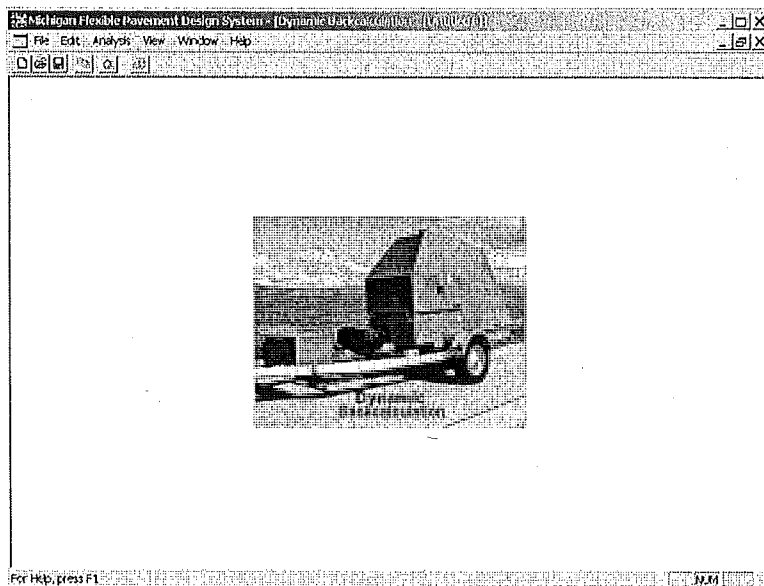 Michigan Flexible Pavement Design System - [Dynamic Backcalculation - (Untitled)]
File Edit Analysis View Window Help
Dynamic
Backcalculation
For Help, press F1
NUM